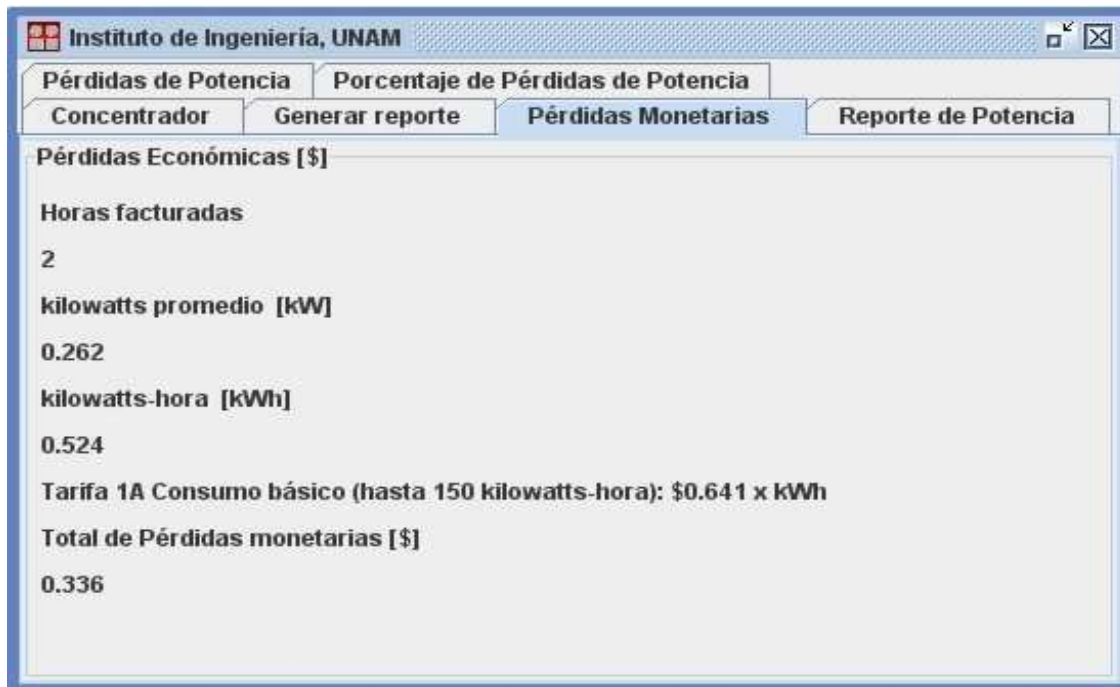 Instituto de Ingeniería, UNAM
Pérdidas de Potencia Porcentaje de Pérdidas de Potencia
Concentrador Generar reporte Pérdidas Monetarias Reporte de Potencia
Pérdidas Económicas [$]
Horas facturadas
2
kilowatts promedio [kW]
0.262
kilowatts-hora [kWh]
0.524
Tarifa 1A Consumo básico (hasta 150 kilowatts-hora): $0.641 x kWh
Total de Pérdidas monetarias [$]
0.336